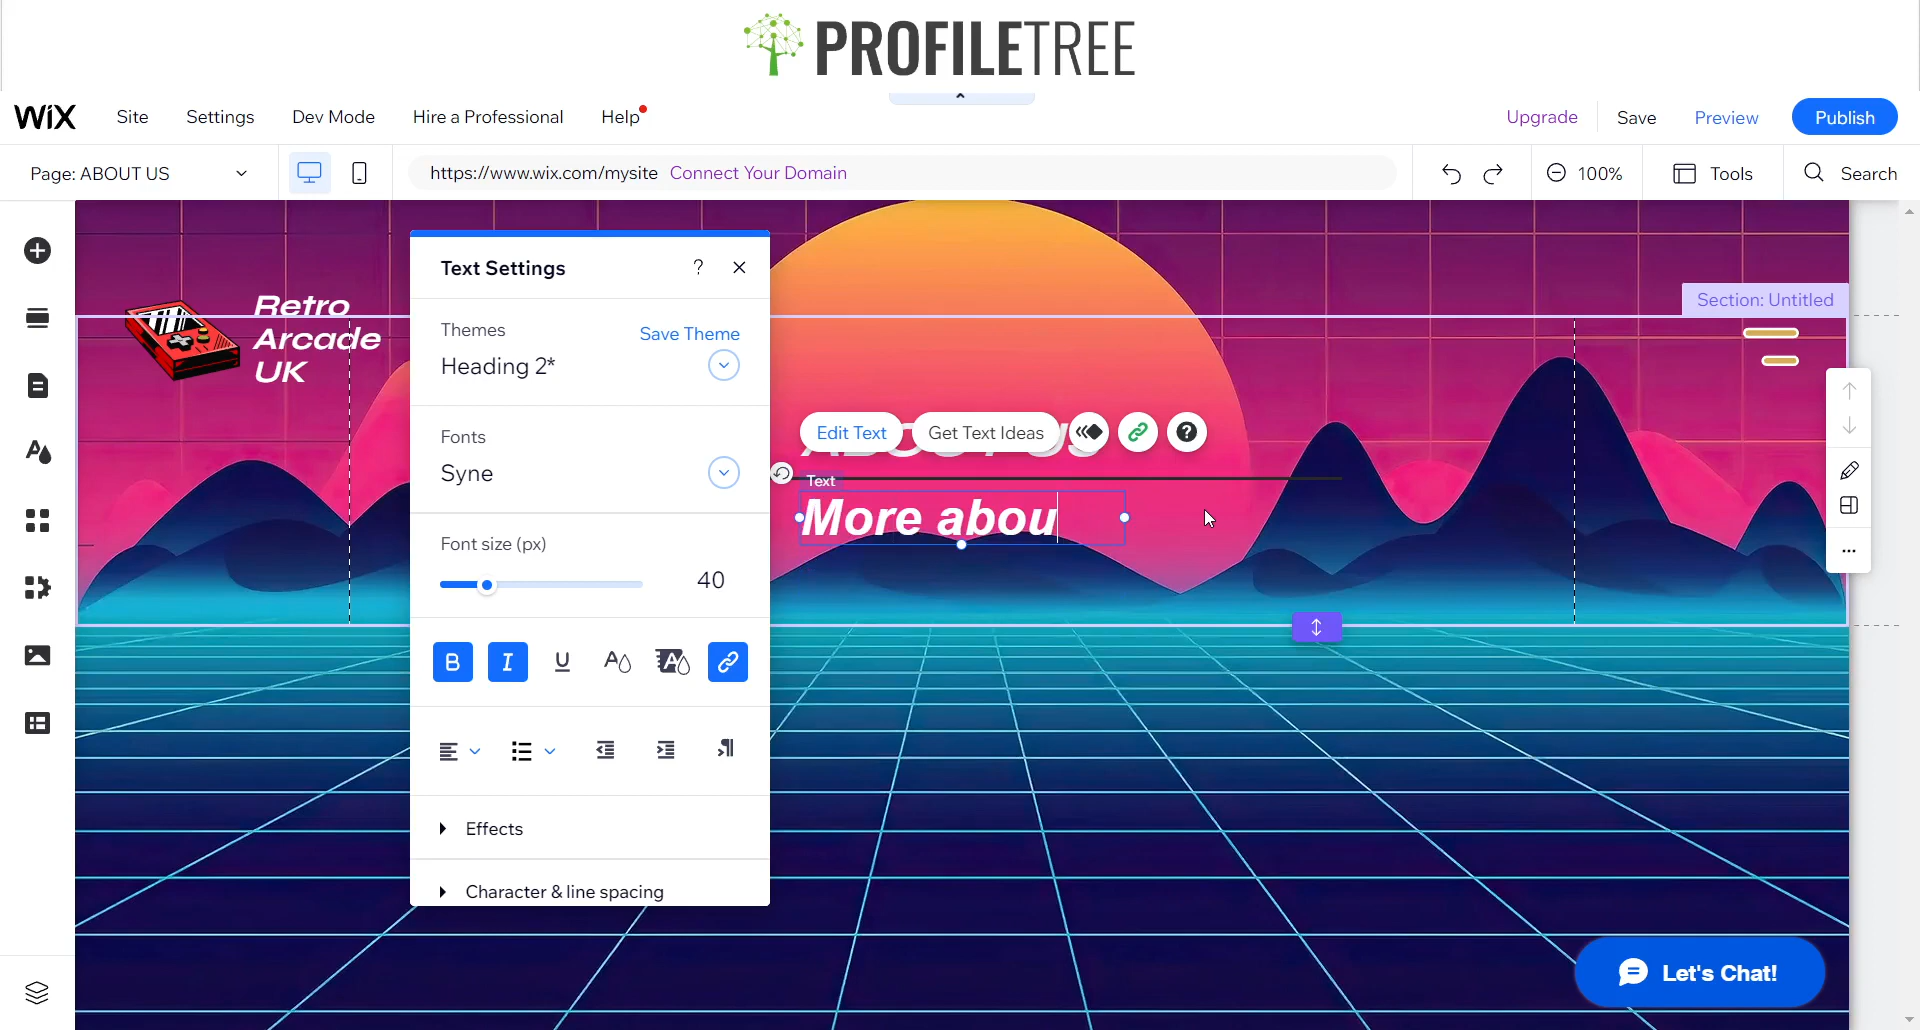 PROFILETREE
WiX Site Settings Dev Mode Hire a Professional Help Upgrade Save Preview Publish
Page: ABOUT US https://www.wix.com/mysite Connect Your Domain 100% Tools Search
Text Settings ?
Section: Untitled
Retro
Arcade
UK
Themes Save Theme
Heading 2*
Fonts
Syne
Edit Text Get Text Ideas ?
ABOUT US
Text
More abou
Font size (px)
40
B I U A A
Effects
Character & line spacing
Let's Chat!